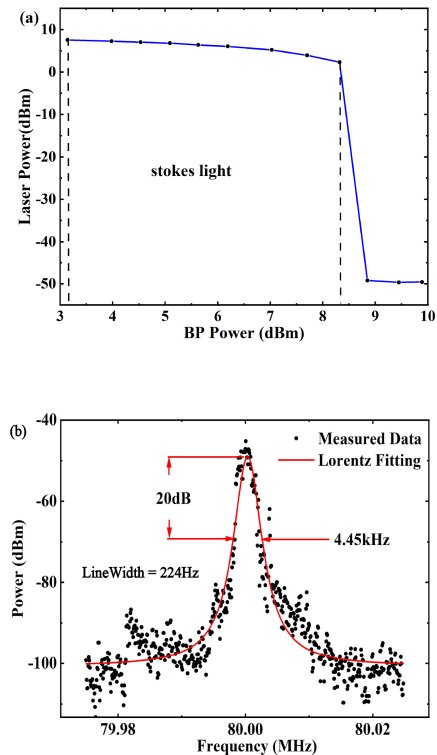 (a)
10
0
-10
-20
-30
-40
-50
Laser Power(dBm)
stokes light
3 4 5 6 7 8 9 10
BP Power (dBm)
(b)
-40
-60
-80
-100
Power (dBm)
Measured Data
Lorentz Fitting
20dB
4.45kHz
LineWidth = 224Hz
79.98 80.00 80.02
Frequency (MHz)